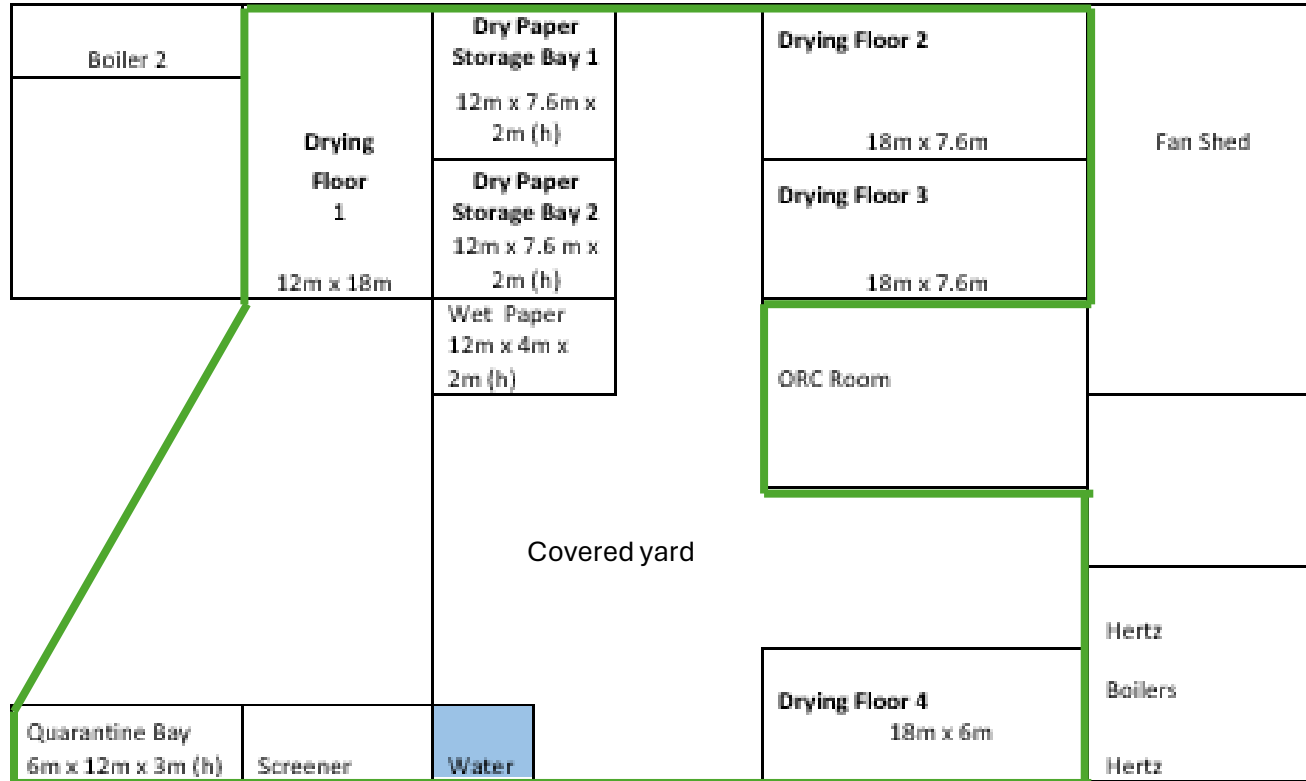 Boiler 2
Drying
Floor
1
12m x 18m
Dry Paper
Storage Bay 1
12m x 7.6m x
2m (h)
Dry Paper
Storage Bay 2
12m x 7.6 m x
2m (h)
Wet Paper
12m x 4m x
2m (h)
Drying Floor 2
18m x 7.6m
Drying Floor 3
18m x 7.6m
Fan Shed
ORC Room
Covered yard
Hertz
Boilers
Hertz
Drying Floor 4
18m x 6m
Quarantine Bay
6m x 12m x 3m (h)
Screener
Water